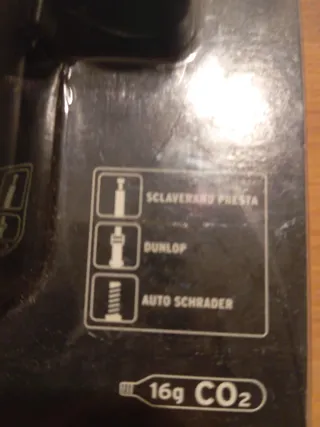 SCLAVERAND PRESTA
DUNLOP
AUTO SCHRADER
16g CO2